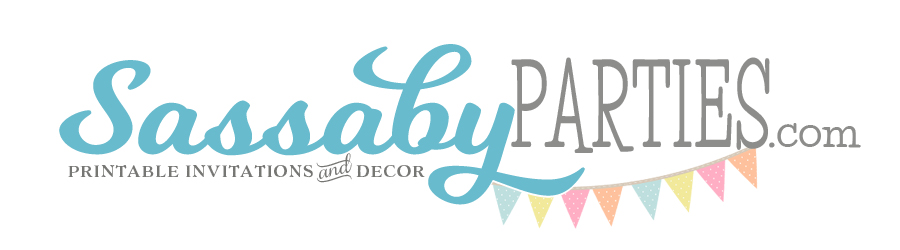 Sassaby PARTIES.com
PRINTABLE INVITATIONS and DECOR